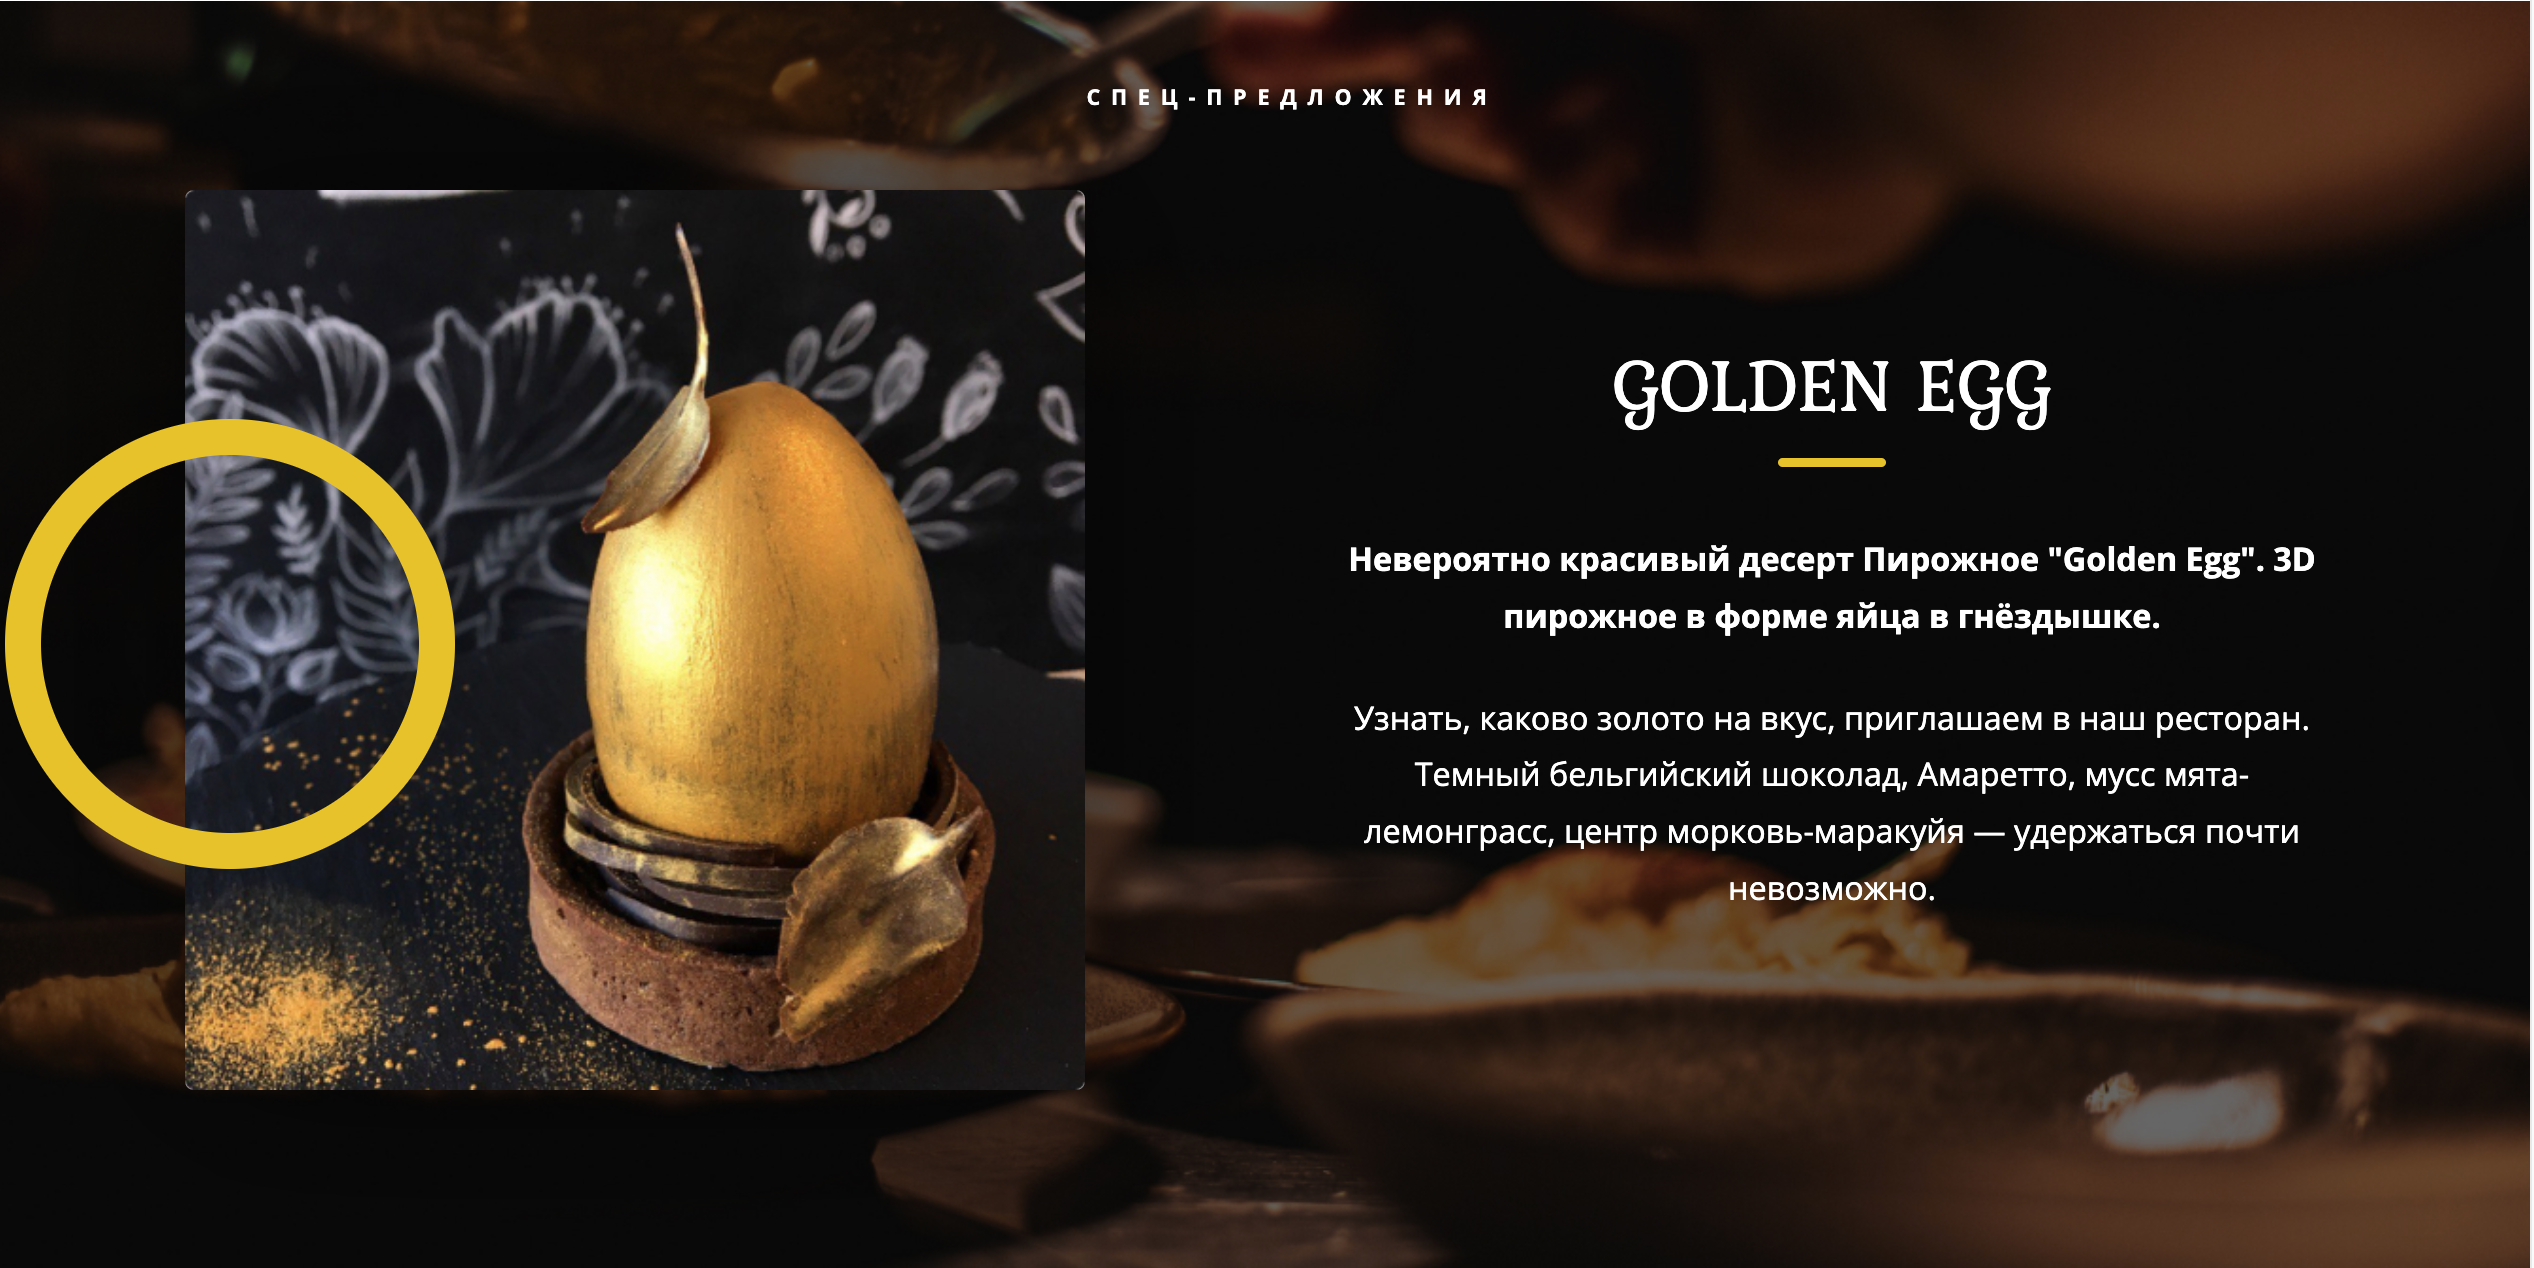 СПЕЦ-ПРЕДЛОЖЕНИЯ
GOLDEN EGG
Невероятно красивый десерт Пирожное "Golden Egg". 3D
пирожное в форме яйца в гнёздышке.
Узнать, каково золото на вкус, приглашаем в наш ресторан.
Темный бельгийский шоколад, Амаретто, мусс мята-
лемонграсс, центр морковь-маракуйя — удержаться почти
невозможно.